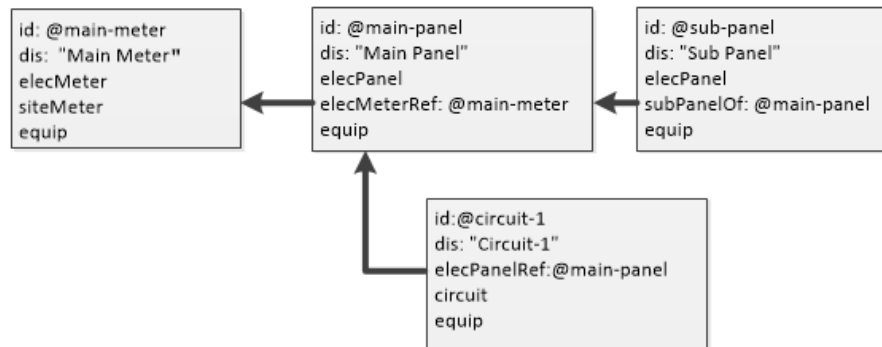 id: @main-meter
dis: "Main Meter"
elecMeter
siteMeter
equip
id: @main-panel
dis: "Main Panel"
elecPanel
elecMeterRef: @main-meter
equip
id: @sub-panel
dis: "Sub Panel"
elecPanel
subPanelOf: @main-panel
equip
id:@circuit-1
dis: "Circuit-1"
elecPanelRef:@main-panel
circuit
equip